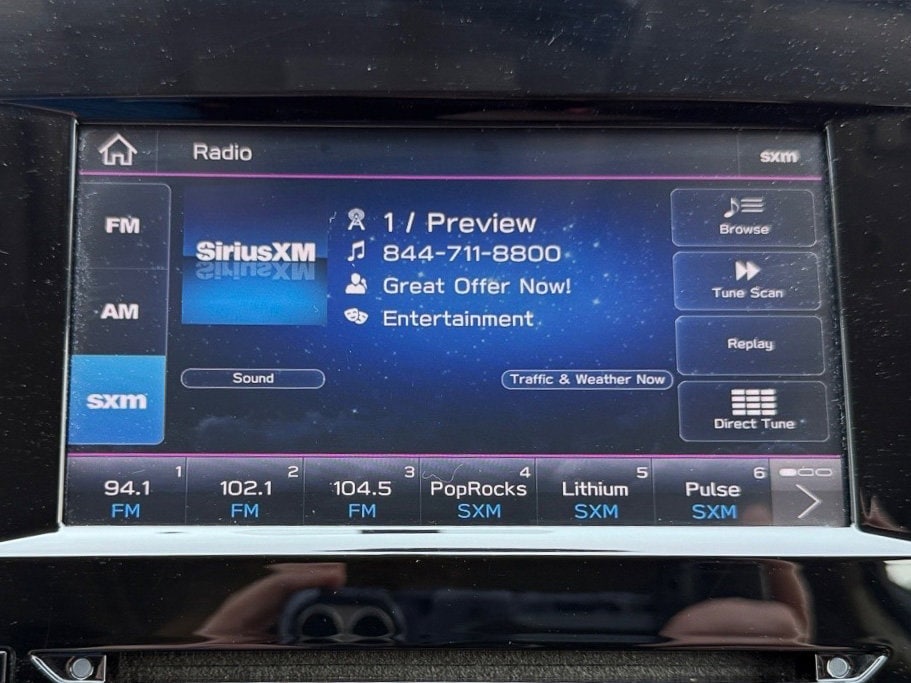 Radio
sxm
FM
AM
sxm
SiriusXM
1 / Preview
844-711-8800
Great Offer Now!
Entertainment
Sound
Traffic & Weather Now
Browse
Tune Scan
Replay
Direct Tune
1
94.1
FM
2
102.1
FM
3
104.5
FM
4
PopRocks
SXM
5
Lithium
SXM
6
Pulse
SXM